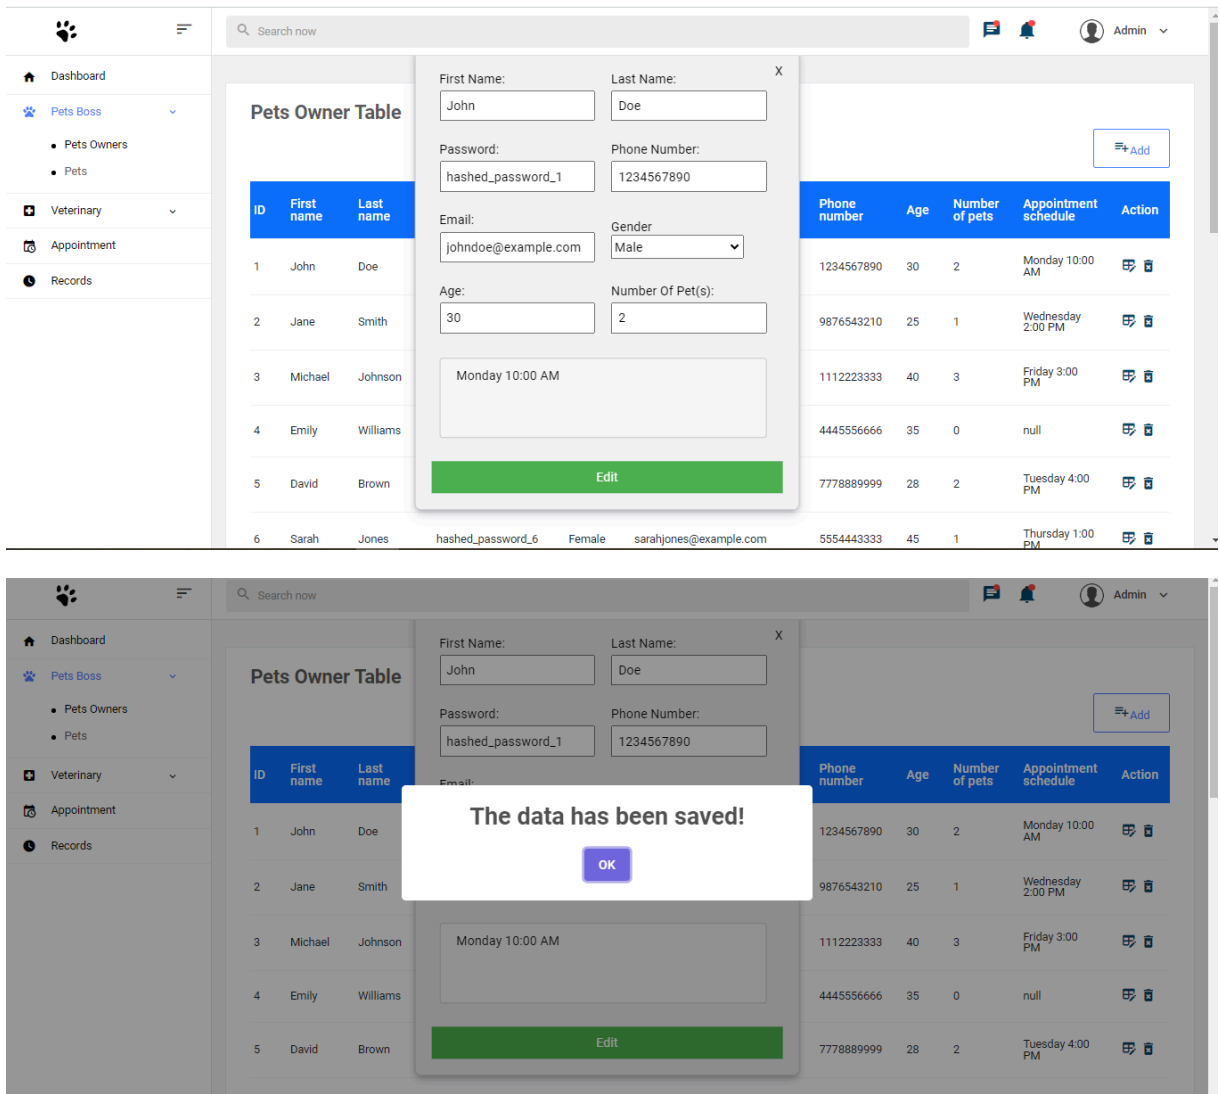 Search now
Admin
Dashboard
Pets Boss
Pets Owners
Pets
Veterinary
Appointment
Records
Pets Owner Table
Add
X
First Name:
Last Name:
John
Doe
Password:
Phone Number:
hashed_password_1
1234567890
Email:
Gender
johndoe@example.com
Male
Age:
Number Of Pet(s):
30
2
Monday 10:00 AM
Edit
ID First name Last name Phone number Age Number of pets Appointment schedule Action
1 John Doe 1234567890 30 2 Monday 10:00 AM
2 Jane Smith 9876543210 25 1 Wednesday 2:00 PM
3 Michael Johnson 1112223333 40 3 Friday 3:00 PM
4 Emily Williams 4445556666 35 0 null
5 David Brown 7778889999 28 2 Tuesday 4:00 PM
6 Sarah Jones hashed_password_6 Female sarahjones@example.com 5554443333 45 1 Thursday 1:00 PM
Search now
Admin
Dashboard
Pets Boss
Pets Owners
Pets
Veterinary
Appointment
Records
Pets Owner Table
Add
X
First Name:
Last Name:
John
Doe
Password:
Phone Number:
hashed_password_1
1234567890
Email:
The data has been saved!
OK
Monday 10:00 AM
Edit
ID First name Last name Phone number Age Number of pets Appointment schedule Action
1 John Doe 1234567890 30 2 Monday 10:00 AM
2 Jane Smith 9876543210 25 1 Wednesday 2:00 PM
3 Michael Johnson 1112223333 40 3 Friday 3:00 PM
4 Emily Williams 4445556666 35 0 null
5 David Brown 7778889999 28 2 Tuesday 4:00 PM